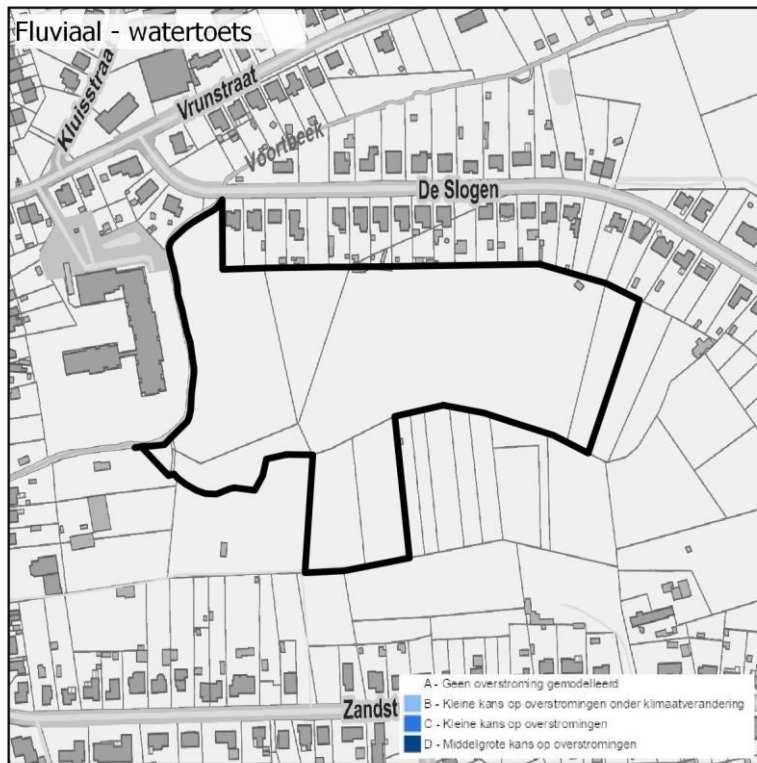 Fluviaal - watertoets
Kluisstraa
Vrunstraat
Voortbeek
De Slogen
Zandst
A - Geen overstroming gemodelleerd
B - Kleine kans op overstromingen onder klimaatverandering
C - Kleine kans op overstromingen
D - Middelgrote kans op overstromingen